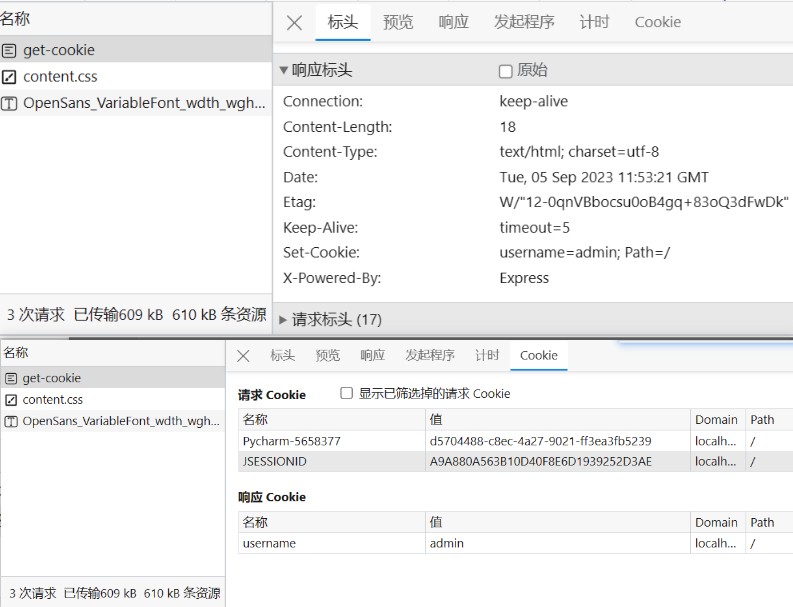 名称
get-cookie
content.css
OpenSans_VariableFont_wdth_wgh...
3 次请求 已传输609 kB 610 kB 条资源
标头 预览 响应 发起程序 计时 Cookie
响应标头 原始
Connection: keep-alive
Content-Length: 18
Content-Type: text/html; charset=utf-8
Date: Tue, 05 Sep 2023 11:53:21 GMT
Etag: W/"12-0qnVBbocsu0oB4gq+83oQ3dFwDk"
Keep-Alive: timeout=5
Set-Cookie: username=admin; Path=/
X-Powered-By: Express
请求标头 (17)
名称
get-cookie
content.css
OpenSans_VariableFont_wdth_wgh...
3 次请求 已传输609 kB 610 kB 条资源
标头 预览 响应 发起程序 计时 Cookie
请求 Cookie 显示已筛选掉的请求 Cookie
名称 值 Domain Path
Pycharm-5658377 d5704488-c8ec-4a27-9021-ff3ea3fb5239 localh... /
JSESSIONID A9A880A563B10D40F8E6D1939252D3AE localh... /
响应 Cookie
名称 值 Domain Path
username admin localh... /